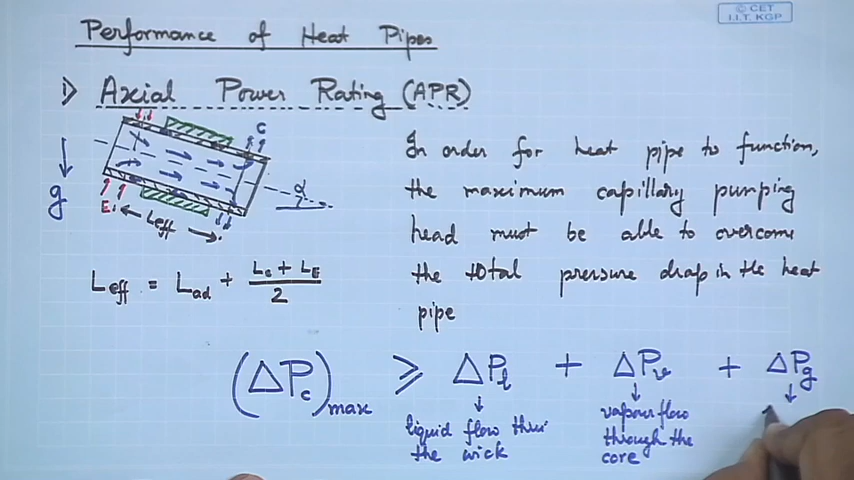 © CET
I.I.T. KGP
Performance of Heat Pipes
1) Axial Power Rating (APR)
C
g
α
E
Leff
In order for heat pipe to function,
the maximum capillary pumping
head must be able to overcome
the total pressure drop in the heat
pipe
Leff = Lad + (Lc + LE)/2
(ΔPc)max ≥ ΔPl + ΔPv + ΔPg
liquid flow thru
the wick
vapour flow
through the
core